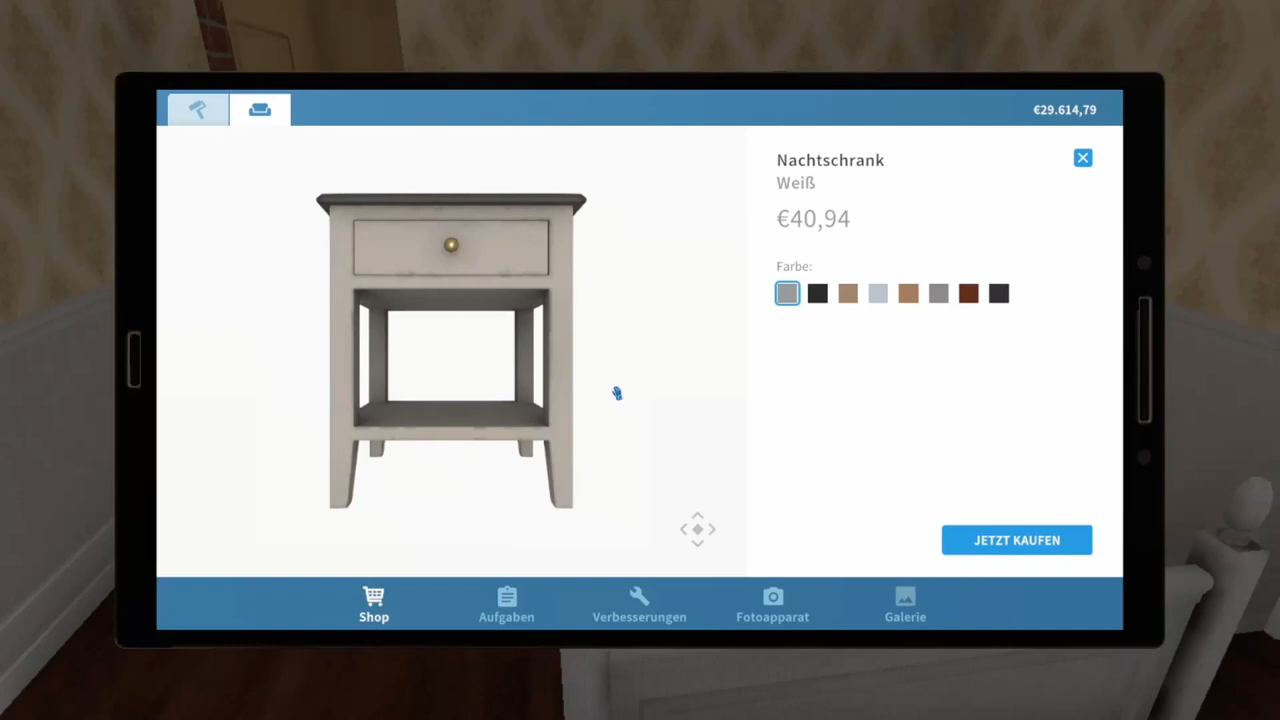 €29.614,79
Nachtschrank
Weiß
€40,94
Farbe:
JETZT KAUFEN
Shop
Aufgaben
Verbesserungen
Fotoapparat
Galerie